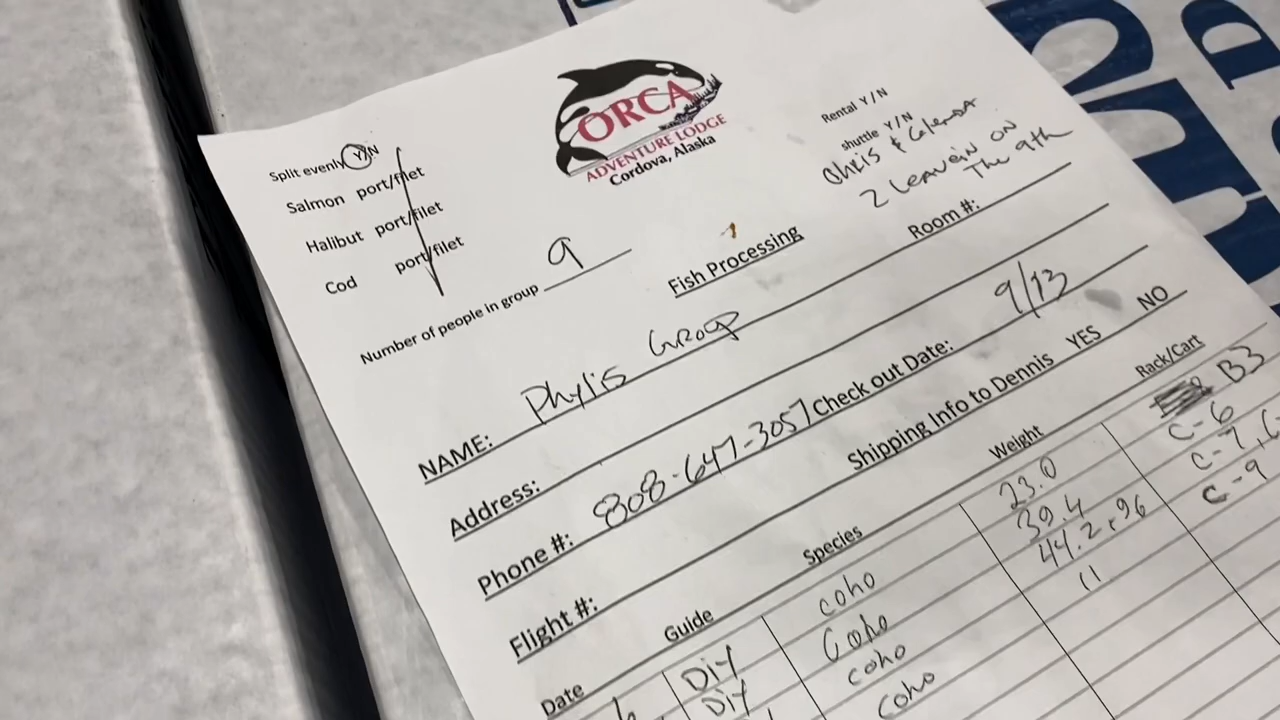 ORCA
ADVENTURE LODGE
Cordova, Alaska
Split evenly Y/N
Salmon port/filet
Halibut port/filet
Cod port/filet
Number of people in group 9
Rental Y/N
shuttle Y/N
Chris & Glenda
2 leavein on
The 9th
Fish Processing
Room #:
NAME: Phylis Group
Address:
Phone #: 808-647-3057 Check out Date: 9/13
Flight #: Shipping Info to Dennis YES NO
Date Guide Species Weight Rack/Cart
DiY coho 23.0 B3
DiY Coho 39.4 C-6
coho 44.2, 96 C-7,
coho 11 C-9